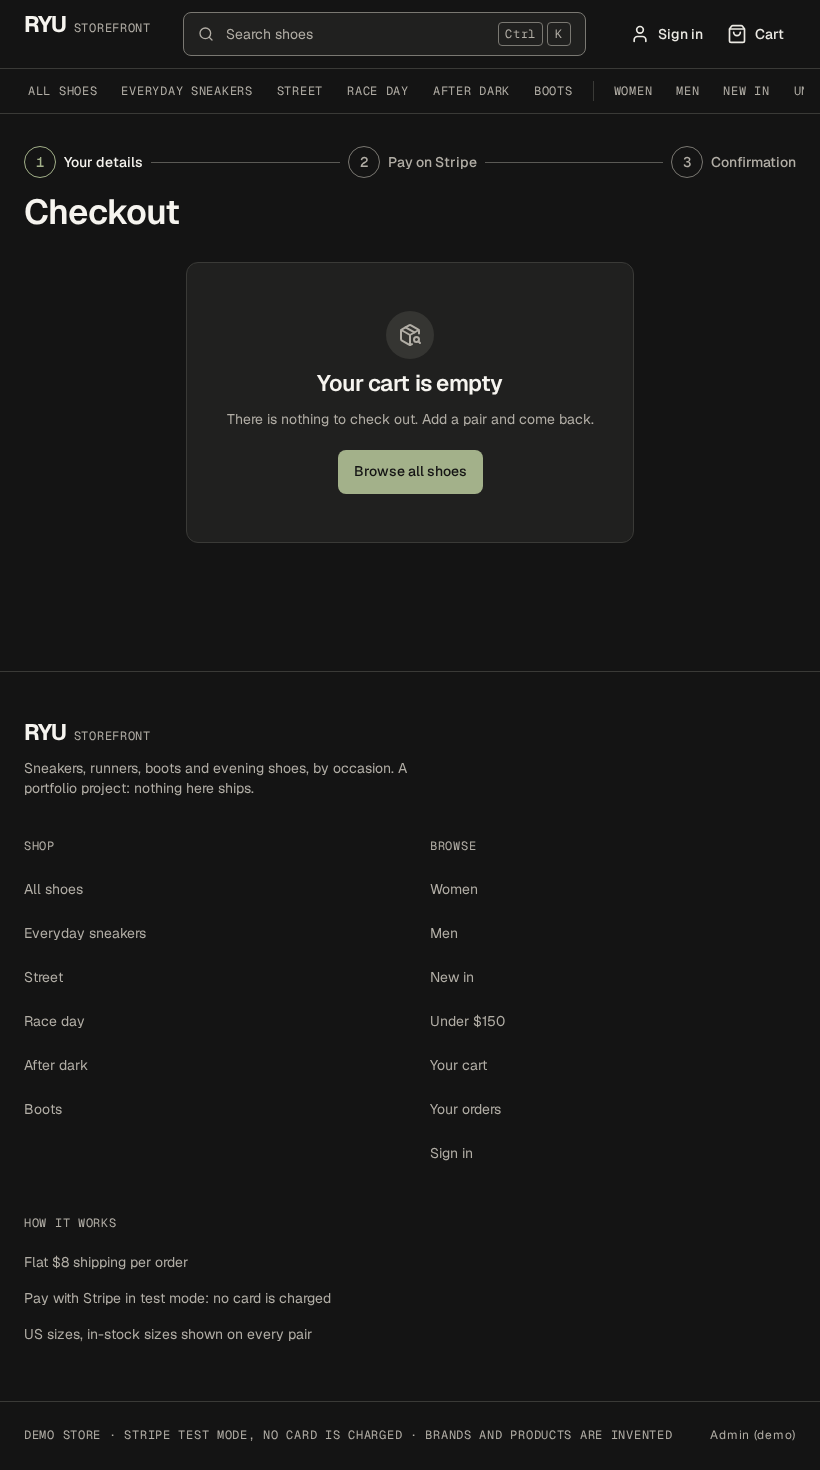 RYU STOREFRONT
Search shoes
Ctrl K
Sign in
Cart
ALL SHOES EVERYDAY SNEAKERS STREET RACE DAY AFTER DARK BOOTS WOMEN MEN NEW IN
1 Your details
2 Pay on Stripe
3 Confirmation
Checkout
Your cart is empty
There is nothing to check out. Add a pair and come back.
Browse all shoes
RYU STOREFRONT
Sneakers, runners, boots and evening shoes, by occasion. A
portfolio project: nothing here ships.
SHOP
All shoes
Everyday sneakers
Street
Race day
After dark
Boots
BROWSE
Women
Men
New in
Under $150
Your cart
Your orders
Sign in
HOW IT WORKS
Flat $8 shipping per order
Pay with Stripe in test mode: no card is charged
US sizes, in-stock sizes shown on every pair
DEMO STORE · STRIPE TEST MODE, NO CARD IS CHARGED · BRANDS AND PRODUCTS ARE INVENTED
Admin (demo)